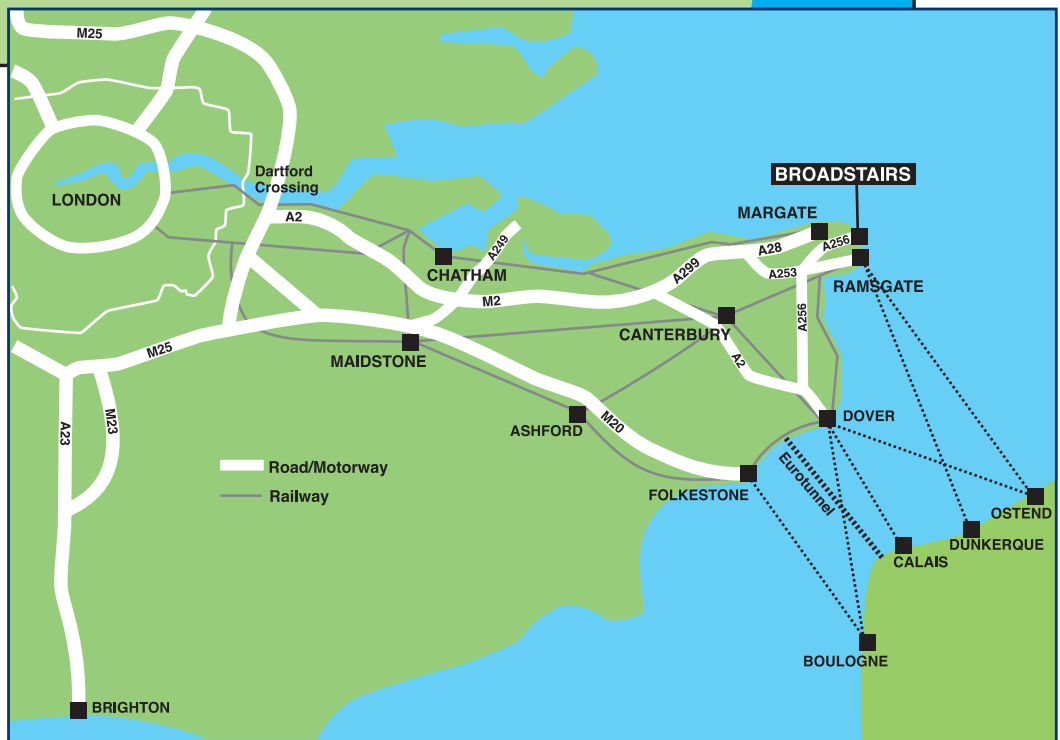 M25
Dartford
Crossing
LONDON
BROADSTAIRS
MARGATE
A2
A249
A28
A256
CHATHAM
A299
A253
RAMSGATE
M2
A256
CANTERBURY
M25
MAIDSTONE
A2
A23
M23
ASHFORD
M20
DOVER
Road/Motorway
Eurotunnel
Railway
FOLKESTONE
OSTEND
DUNKERQUE
CALAIS
BOULOGNE
BRIGHTON